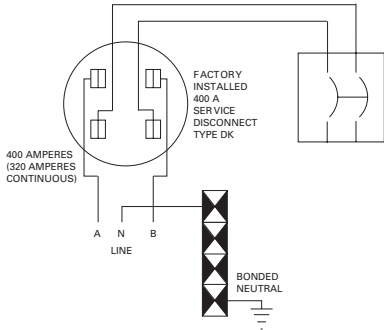 FACTORY
INSTALLED
400 A
SERVICE
DISCONNECT
TYPE DK
400 AMPERES
(320 AMPERES
CONTINUOUS)
A N B
LINE
BONDED
NEUTRAL